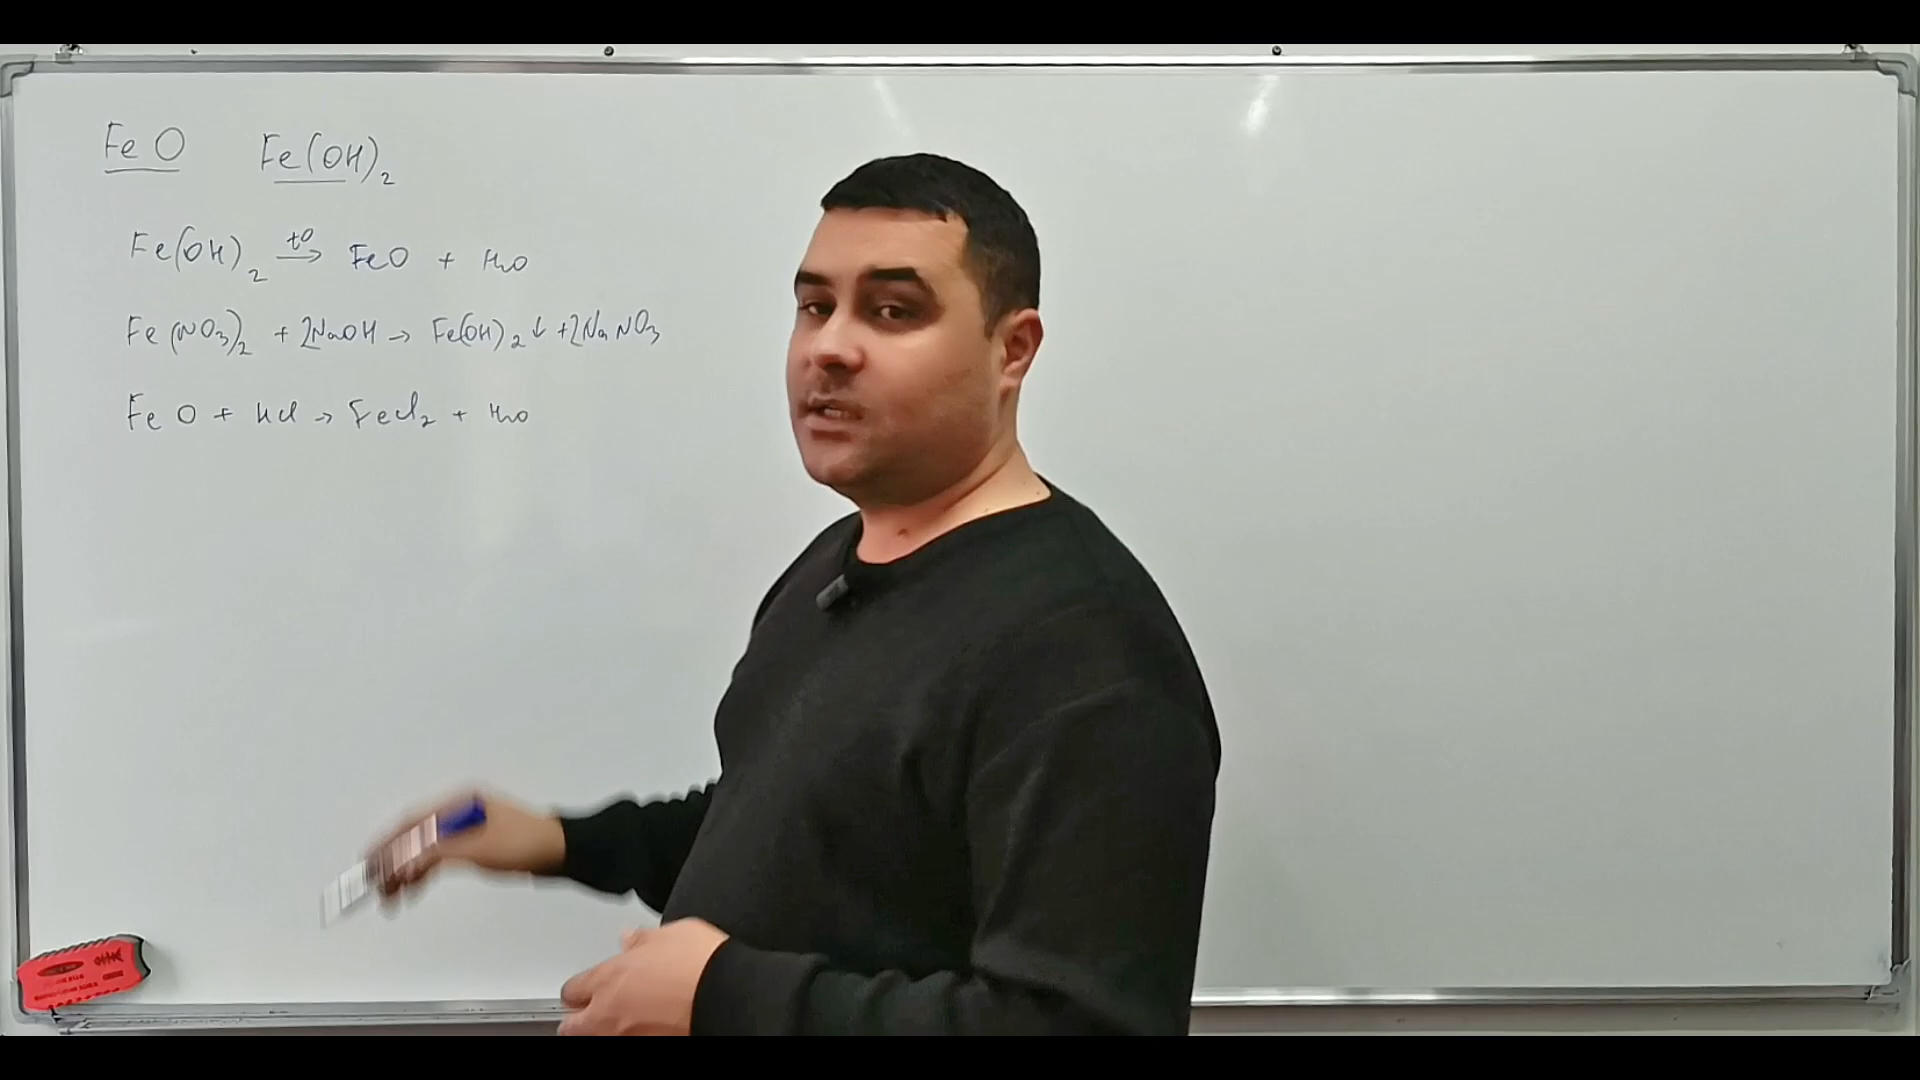 FeO Fe(OH)₂
Fe(OH)₂ →t⁰ FeO + H₂O
Fe(NO₃)₂ + 2NaOH → Fe(OH)₂↓ + 2NaNO₃
FeO + HCl → FeCl₂ + H₂O